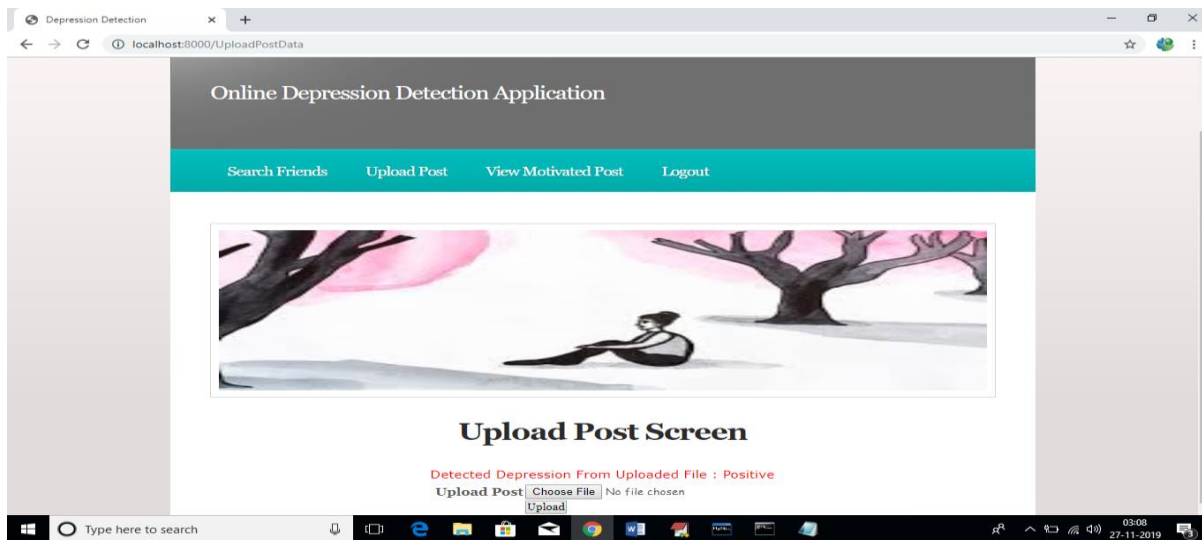 Depression Detection
localhost:8000/UploadPostData
Online Depression Detection Application
Search Friends Upload Post View Motivated Post Logout
Upload Post Screen
Detected Depression From Uploaded File : Positive
Upload Post Choose File No file chosen
Upload
Type here to search
03:08
27-11-2019